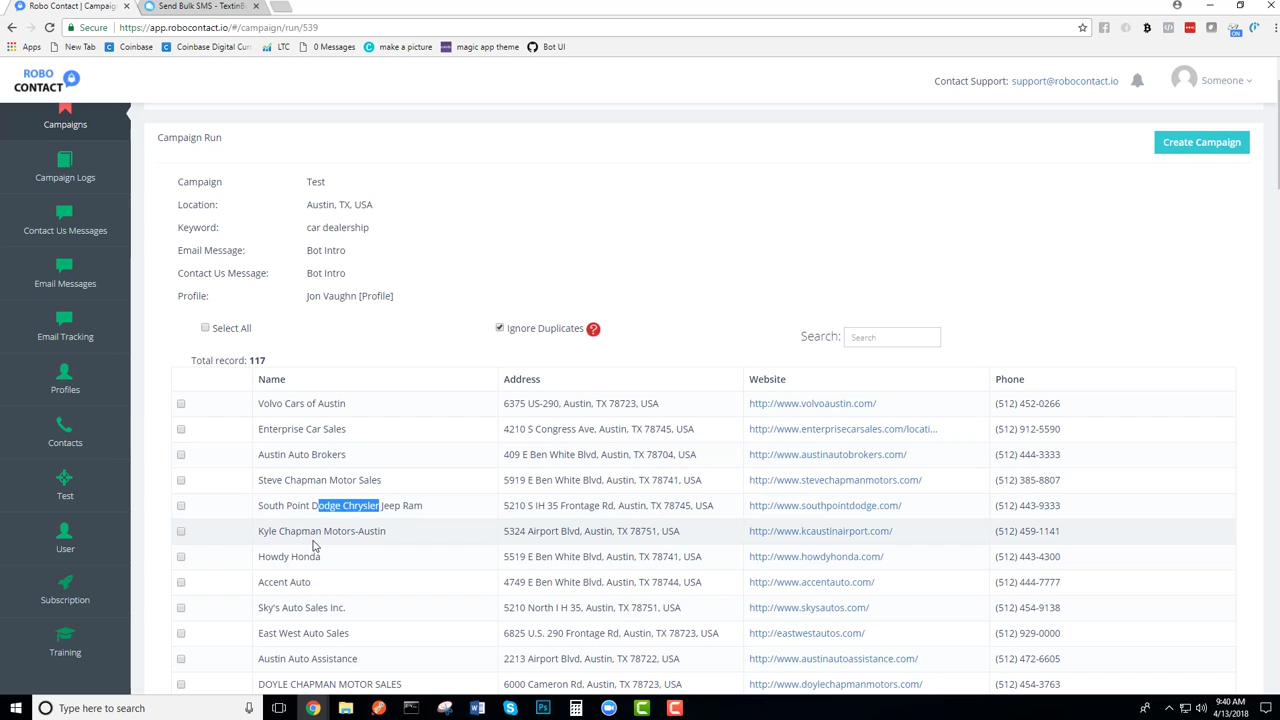 Robo Contact | Campaig
Send Bulk SMS - TextinB
Secure
https://app.robocontact.io/#/campaign/run/539
Apps
New Tab
Coinbase
Coinbase Digital Curr
LTC
0 Messages
make a picture
magic app theme
Bot UI
ROBO
CONTACT
Contact Support: support@robocontact.io
Someone
Campaigns
Campaign Logs
Contact Us Messages
Email Messages
Email Tracking
Profiles
Contacts
Test
User
Subscription
Training
Campaign Run
Create Campaign
Campaign Test
Location: Austin, TX, USA
Keyword: car dealership
Email Message: Bot Intro
Contact Us Message: Bot Intro
Profile: Jon Vaughn [Profile]
Select All
Ignore Duplicates ?
Search: Search
Total record: 117
Name Address Website Phone
Volvo Cars of Austin 6375 US-290, Austin, TX 78723, USA http://www.volvoaustin.com/ (512) 452-0266
Enterprise Car Sales 4210 S Congress Ave, Austin, TX 78745, USA http://www.enterprisecarsales.com/locati... (512) 912-5590
Austin Auto Brokers 409 E Ben White Blvd, Austin, TX 78704, USA http://www.austinautobrokers.com/ (512) 444-3333
Steve Chapman Motor Sales 5919 E Ben White Blvd, Austin, TX 78741, USA http://www.stevechapmanmotors.com/ (512) 385-8807
South Point Dodge Chrysler Jeep Ram 5210 S IH 35 Frontage Rd, Austin, TX 78745, USA http://www.southpointdodge.com/ (512) 443-9333
Kyle Chapman Motors-Austin 5324 Airport Blvd, Austin, TX 78751, USA http://www.kcaustinairport.com/ (512) 459-1141
Howdy Honda 5519 E Ben White Blvd, Austin, TX 78741, USA http://www.howdyhonda.com/ (512) 443-4300
Accent Auto 4749 E Ben White Blvd, Austin, TX 78744, USA http://www.accentauto.com/ (512) 444-7777
Sky's Auto Sales Inc. 5210 North I H 35, Austin, TX 78751, USA http://www.skysautos.com/ (512) 454-9138
East West Auto Sales 6825 U.S. 290 Frontage Rd, Austin, TX 78723, USA http://eastwestautos.com/ (512) 929-0000
Austin Auto Assistance 2213 Airport Blvd, Austin, TX 78722, USA http://www.austinautoassistance.com/ (512) 472-6605
DOYLE CHAPMAN MOTOR SALES 6000 Cameron Rd, Austin, TX 78723, USA http://www.doylechapmanmotors.com/ (512) 454-3763
Type here to search
9:40 AM
4/13/2018